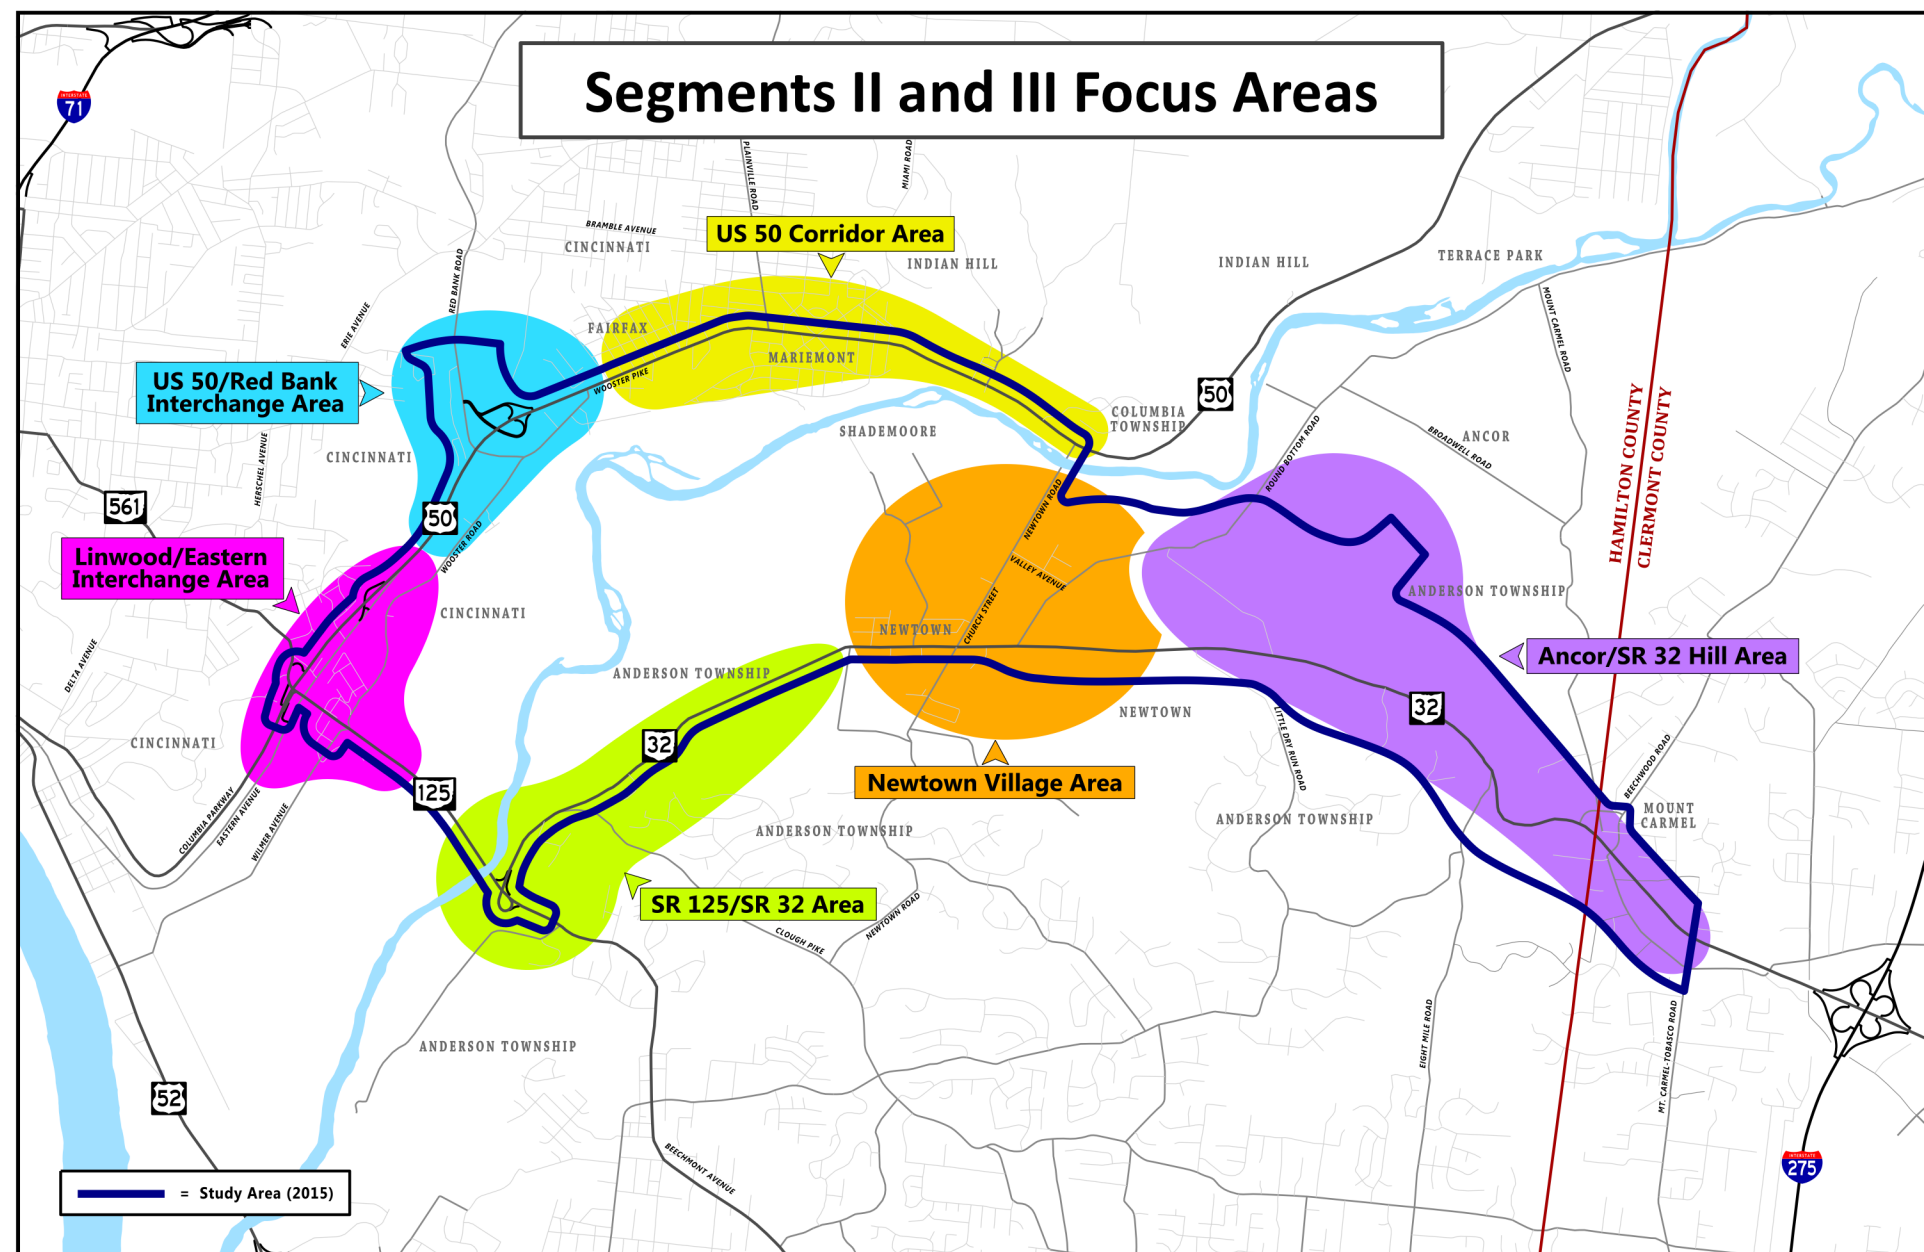 Segments II and III Focus Areas
INTERSTATE
71
PLAINVILLE ROAD
MIAMI ROAD
BRAMBLE AVENUE
CINCINNATI
US 50 Corridor Area
INDIAN HILL
INDIAN HILL
TERRACE PARK
RED BANK ROAD
ERIE AVENUE
FAIRFAX
MARIEMONT
WOOSTER PIKE
MOUNT CARMEL ROAD
US 50/Red Bank
Interchange Area
50
COLUMBIA
TOWNSHIP
SHADEMOORE
HAMILTON COUNTY
CLERMONT COUNTY
ROUND BOTTOM ROAD
BROADWELL ROAD
ANCOR
HERSCHEL AVENUE
CINCINNATI
561
50
WOOSTER ROAD
NEWTOWN ROAD
VALLEY AVENUE
CHURCH STREET
Linwood/Eastern
Interchange Area
CINCINNATI
ANDERSON TOWNSHIP
NEWTOWN
DELTA AVENUE
ANDERSON TOWNSHIP
Ancor/SR 32 Hill Area
CINCINNATI
32
NEWTOWN
32
LITTLE DRY RUN ROAD
BEECHWOOD ROAD
125
Newtown Village Area
COLUMBIA PARKWAY
EASTERN AVENUE
WILMER AVENUE
ANDERSON TOWNSHIP
ANDERSON TOWNSHIP
MOUNT
CARMEL
SR 125/SR 32 Area
CLOUGH PIKE
NEWTOWN ROAD
ANDERSON TOWNSHIP
EIGHT MILE ROAD
MT. CARMEL-TOBASCO ROAD
52
BEECHMONT AVENUE
INTERSTATE
275
= Study Area (2015)